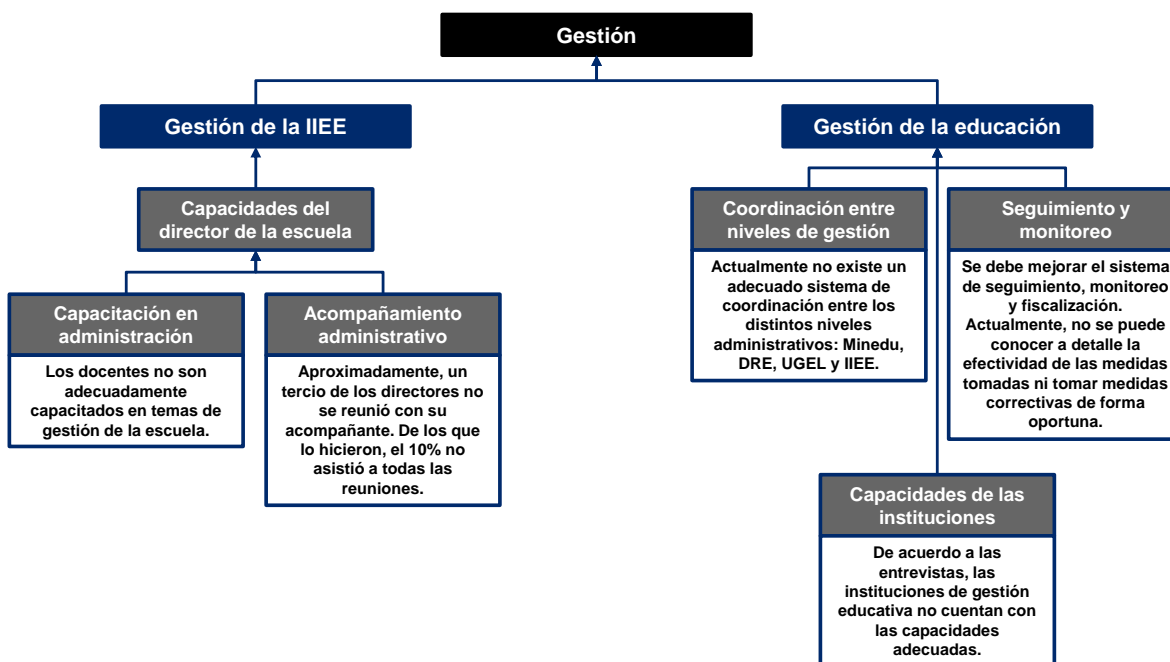 Gestión
Gestión de la IIEE
Gestión de la educación
Capacidades del
director de la escuela
Capacitación en
administración
Los docentes no son
adecuadamente
capacitados en temas de
gestión de la escuela.
Acompañamiento
administrativo
Aproximadamente, un
tercio de los directores no
se reunió con su
acompañante. De los que
lo hicieron, el 10% no
asistió a todas las
reuniones.
Coordinación entre
niveles de gestión
Actualmente no existe un
adecuado sistema de
coordinación entre los
distintos niveles
administrativos: Minedu,
DRE, UGEL y IIEE.
Seguimiento y
monitoreo
Se debe mejorar el sistema
de seguimiento, monitoreo
y fiscalización.
Actualmente, no se puede
conocer a detalle la
efectividad de las medidas
tomadas ni tomar medidas
correctivas de forma
oportuna.
Capacidades de las
instituciones
De acuerdo a las
entrevistas, las
instituciones de gestión
educativa no cuentan con
las capacidades
adecuadas.